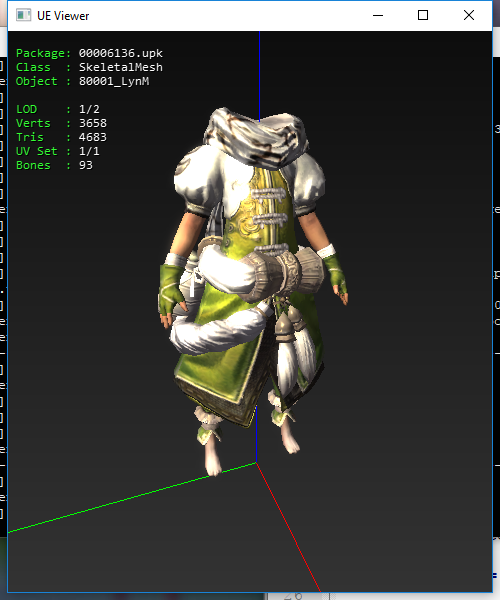 UE Viewer
Package: 00006136.upk
Class : SkeletalMesh
Object : 80001_LynM
LOD : 1/2
Verts : 3658
Tris : 4683
UV Set : 1/1
Bones : 93
26